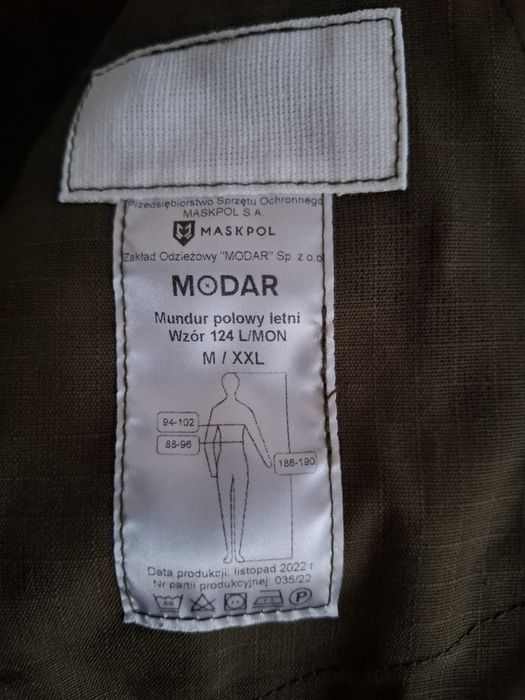 Przedsiębiorstwo Sprzętu Ochronnego
MASKPOL S.A.
MASKPOL
Zakład Odzieżowy "MODAR" Sp. z o.o
MODAR
Mundur polowy letni
Wzór 124 L/MON
M / XXL
94-102
88-96
186-190
Data produkcji: listopad 2022 r
Nr partii produkcyjnej: 035/22
60
P